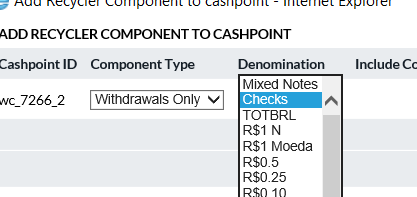 Add Recycler Component to cashpoint - Internet Explorer
ADD RECYCLER COMPONENT TO CASHPOINT
Cashpoint ID Component Type Denomination Include Co
wc_7266_2 Withdrawals Only
Mixed Notes
Checks
TOTBRL
R$1 N
R$1 Moeda
R$0.5
R$0.25
R$0.10